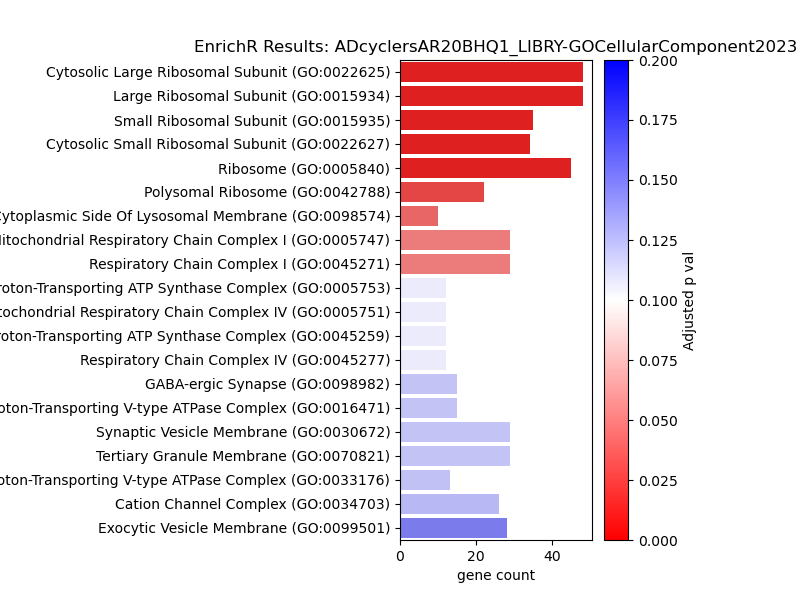 EnrichR Results: ADcyclersAR20BHQ1_LIBRY-GOCellularComponent2023
Cytosolic Large Ribosomal Subunit (GO:0022625)
Large Ribosomal Subunit (GO:0015934)
Small Ribosomal Subunit (GO:0015935)
Cytosolic Small Ribosomal Subunit (GO:0022627)
Ribosome (GO:0005840)
Polysomal Ribosome (GO:0042788)
Cytoplasmic Side Of Lysosomal Membrane (GO:0098574)
Mitochondrial Respiratory Chain Complex I (GO:0005747)
Respiratory Chain Complex I (GO:0045271)
Proton-Transporting ATP Synthase Complex (GO:0005753)
tochondrial Respiratory Chain Complex IV (GO:0005751)
Proton-Transporting ATP Synthase Complex (GO:0045259)
Respiratory Chain Complex IV (GO:0045277)
GABA-ergic Synapse (GO:0098982)
oton-Transporting V-type ATPase Complex (GO:0016471)
Synaptic Vesicle Membrane (GO:0030672)
Tertiary Granule Membrane (GO:0070821)
oton-Transporting V-type ATPase Complex (GO:0033176)
Cation Channel Complex (GO:0034703)
Exocytic Vesicle Membrane (GO:0099501)
0 20 40
gene count
0.200
0.175
0.150
0.125
0.100
0.075
0.050
0.025
0.000
Adjusted p val